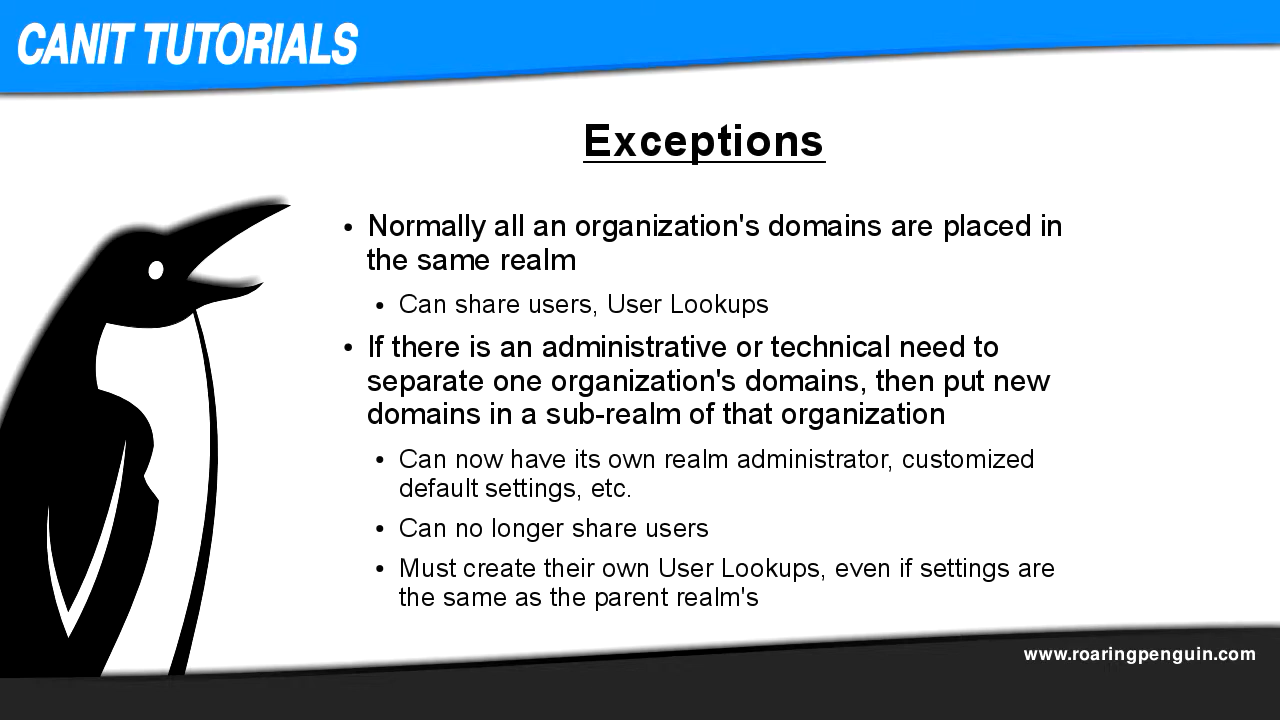 CANIT TUTORIALS
Exceptions
• Normally all an organization's domains are placed in
the same realm
• Can share users, User Lookups
• If there is an administrative or technical need to
separate one organization's domains, then put new
domains in a sub-realm of that organization
• Can now have its own realm administrator, customized
default settings, etc.
• Can no longer share users
• Must create their own User Lookups, even if settings are
the same as the parent realm's
www.roaringpenguin.com